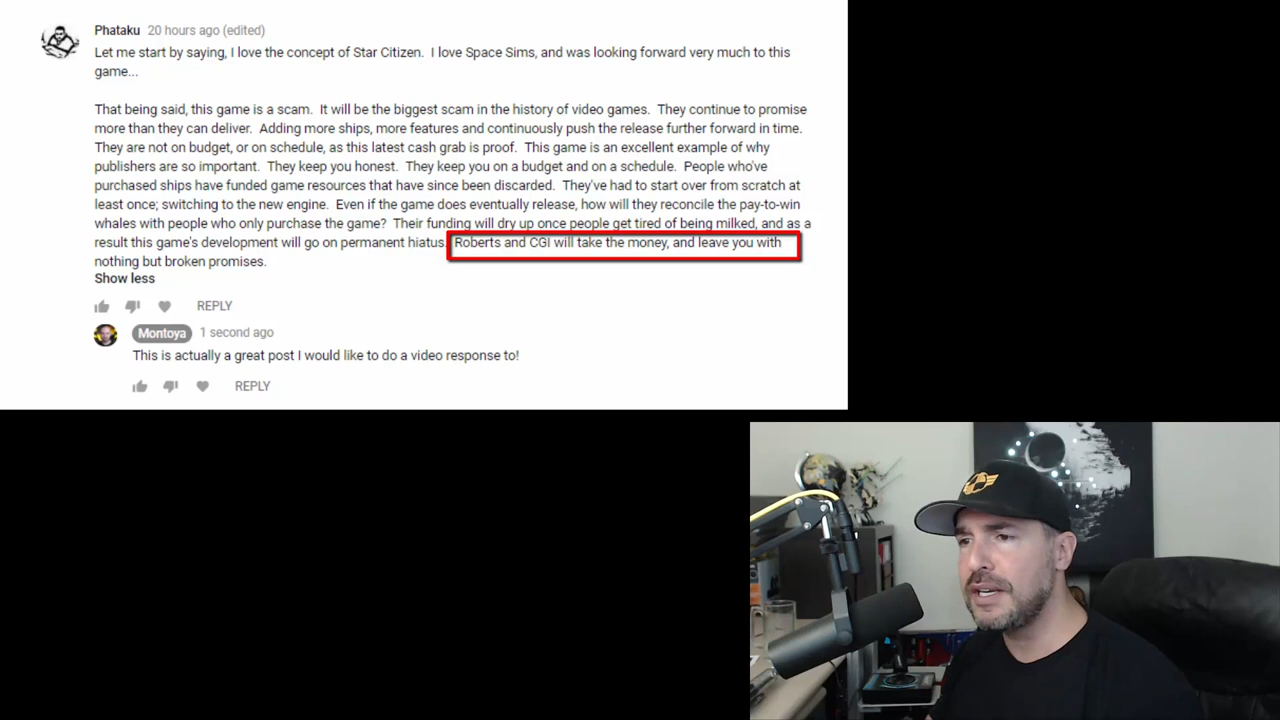 Phataku 20 hours ago (edited)
Let me start by saying, I love the concept of Star Citizen. I love Space Sims, and was looking forward very much to this
game...
That being said, this game is a scam. It will be the biggest scam in the history of video games. They continue to promise
more than they can deliver. Adding more ships, more features and continuously push the release further forward in time.
They are not on budget, or on schedule, as this latest cash grab is proof. This game is an excellent example of why
publishers are so important. They keep you honest. They keep you on a budget and on a schedule. People who've
purchased ships have funded game resources that have since been discarded. They've had to start over from scratch at
least once; switching to the new engine. Even if the game does eventually release, how will they reconcile the pay-to-win
whales with people who only purchase the game? Their funding will dry up once people get tired of being milked, and as a
result this game's development will go on permanent hiatus. Roberts and CGI will take the money, and leave you with
nothing but broken promises.
Show less
REPLY
Montoya 1 second ago
This is actually a great post I would like to do a video response to!
REPLY